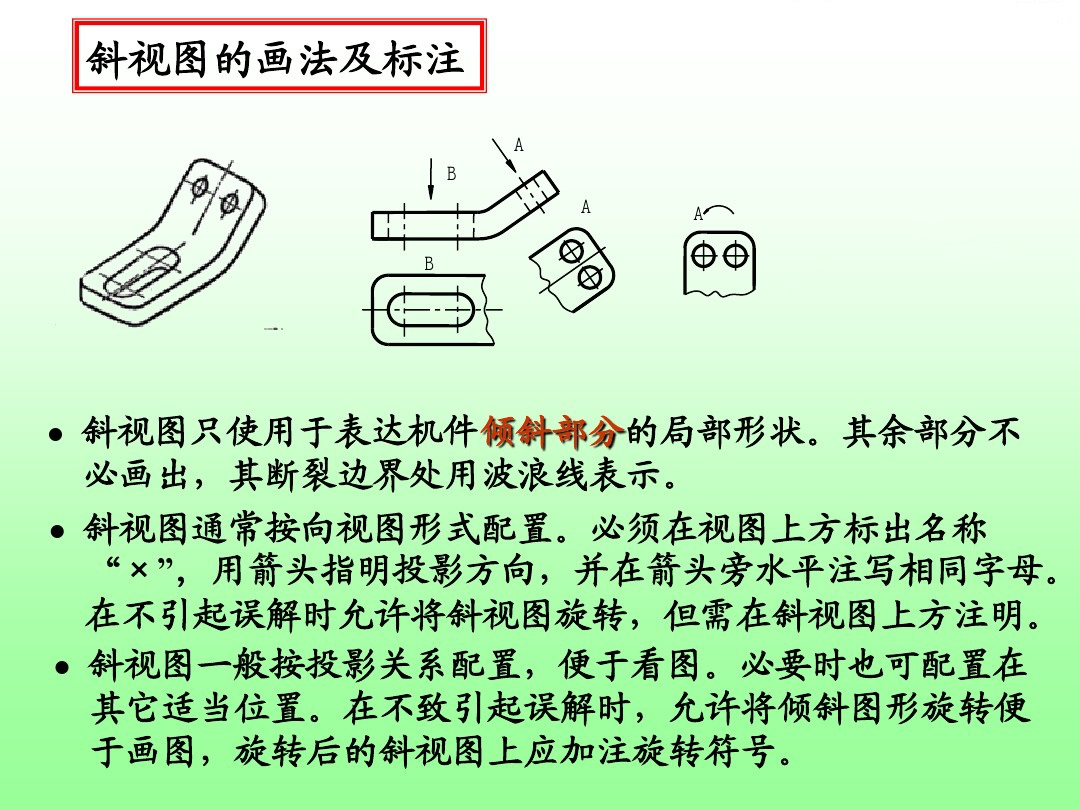 斜视图的画法及标注
A
B
A
A
B
• 斜视图只使用于表达机件倾斜部分的局部形状。其余部分不
必画出，其断裂边界处用波浪线表示。
• 斜视图通常按向视图形式配置。必须在视图上方标出名称
“×”，用箭头指明投影方向，并在箭头旁水平注写相同字母。
在不引起误解时允许将斜视图旋转，但需在斜视图上方注明。
• 斜视图一般按投影关系配置，便于看图。必要时也可配置在
其它适当位置。在不致引起误解时，允许将倾斜图形旋转便
于画图，旋转后的斜视图上应加注旋转符号。